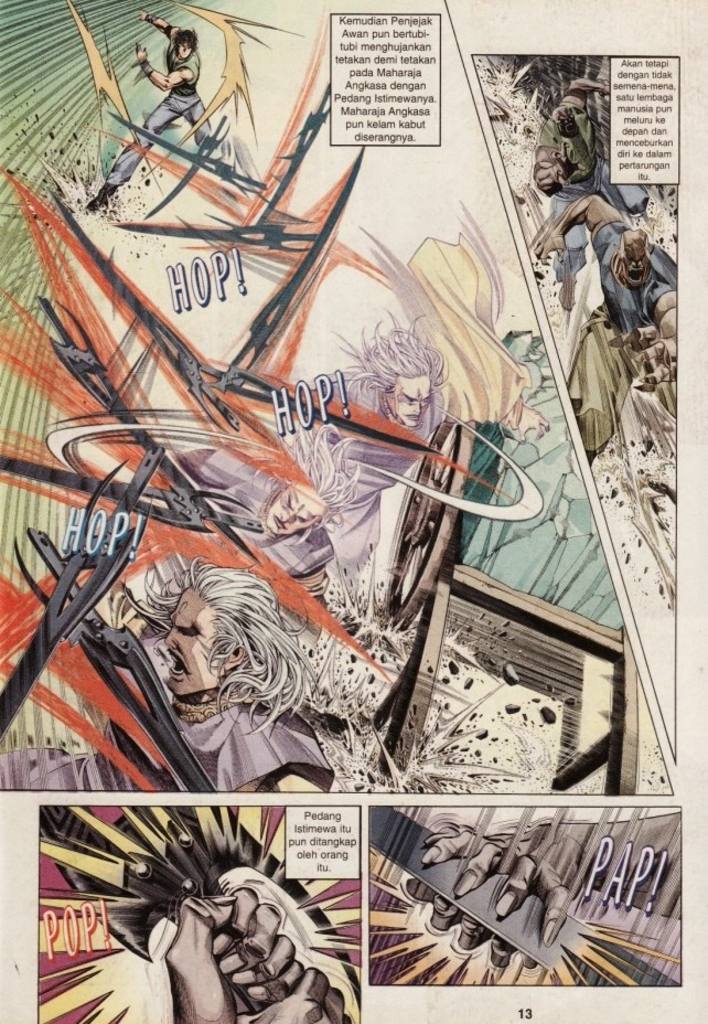 Kemudian Penjejak
Awan pun bertubi-
tubi menghujankan
tetakan demi tetakan
pada Maharaja
Angkasa dengan
Pedang Istimewanya.
Maharaja Angkasa
pun kelam kabut
diserangnya.
Akan tetapi
dengan tidak
semena-mena,
satu lembaga
manusia pun
meluru ke
depan dan
menceburkan
diri ke dalam
pertarungan
itu.
HOP!
HOP!
HOP!
Pedang
Istimewa itu
pun ditangkap
oleh orang
itu.
POP!
PAP!
13